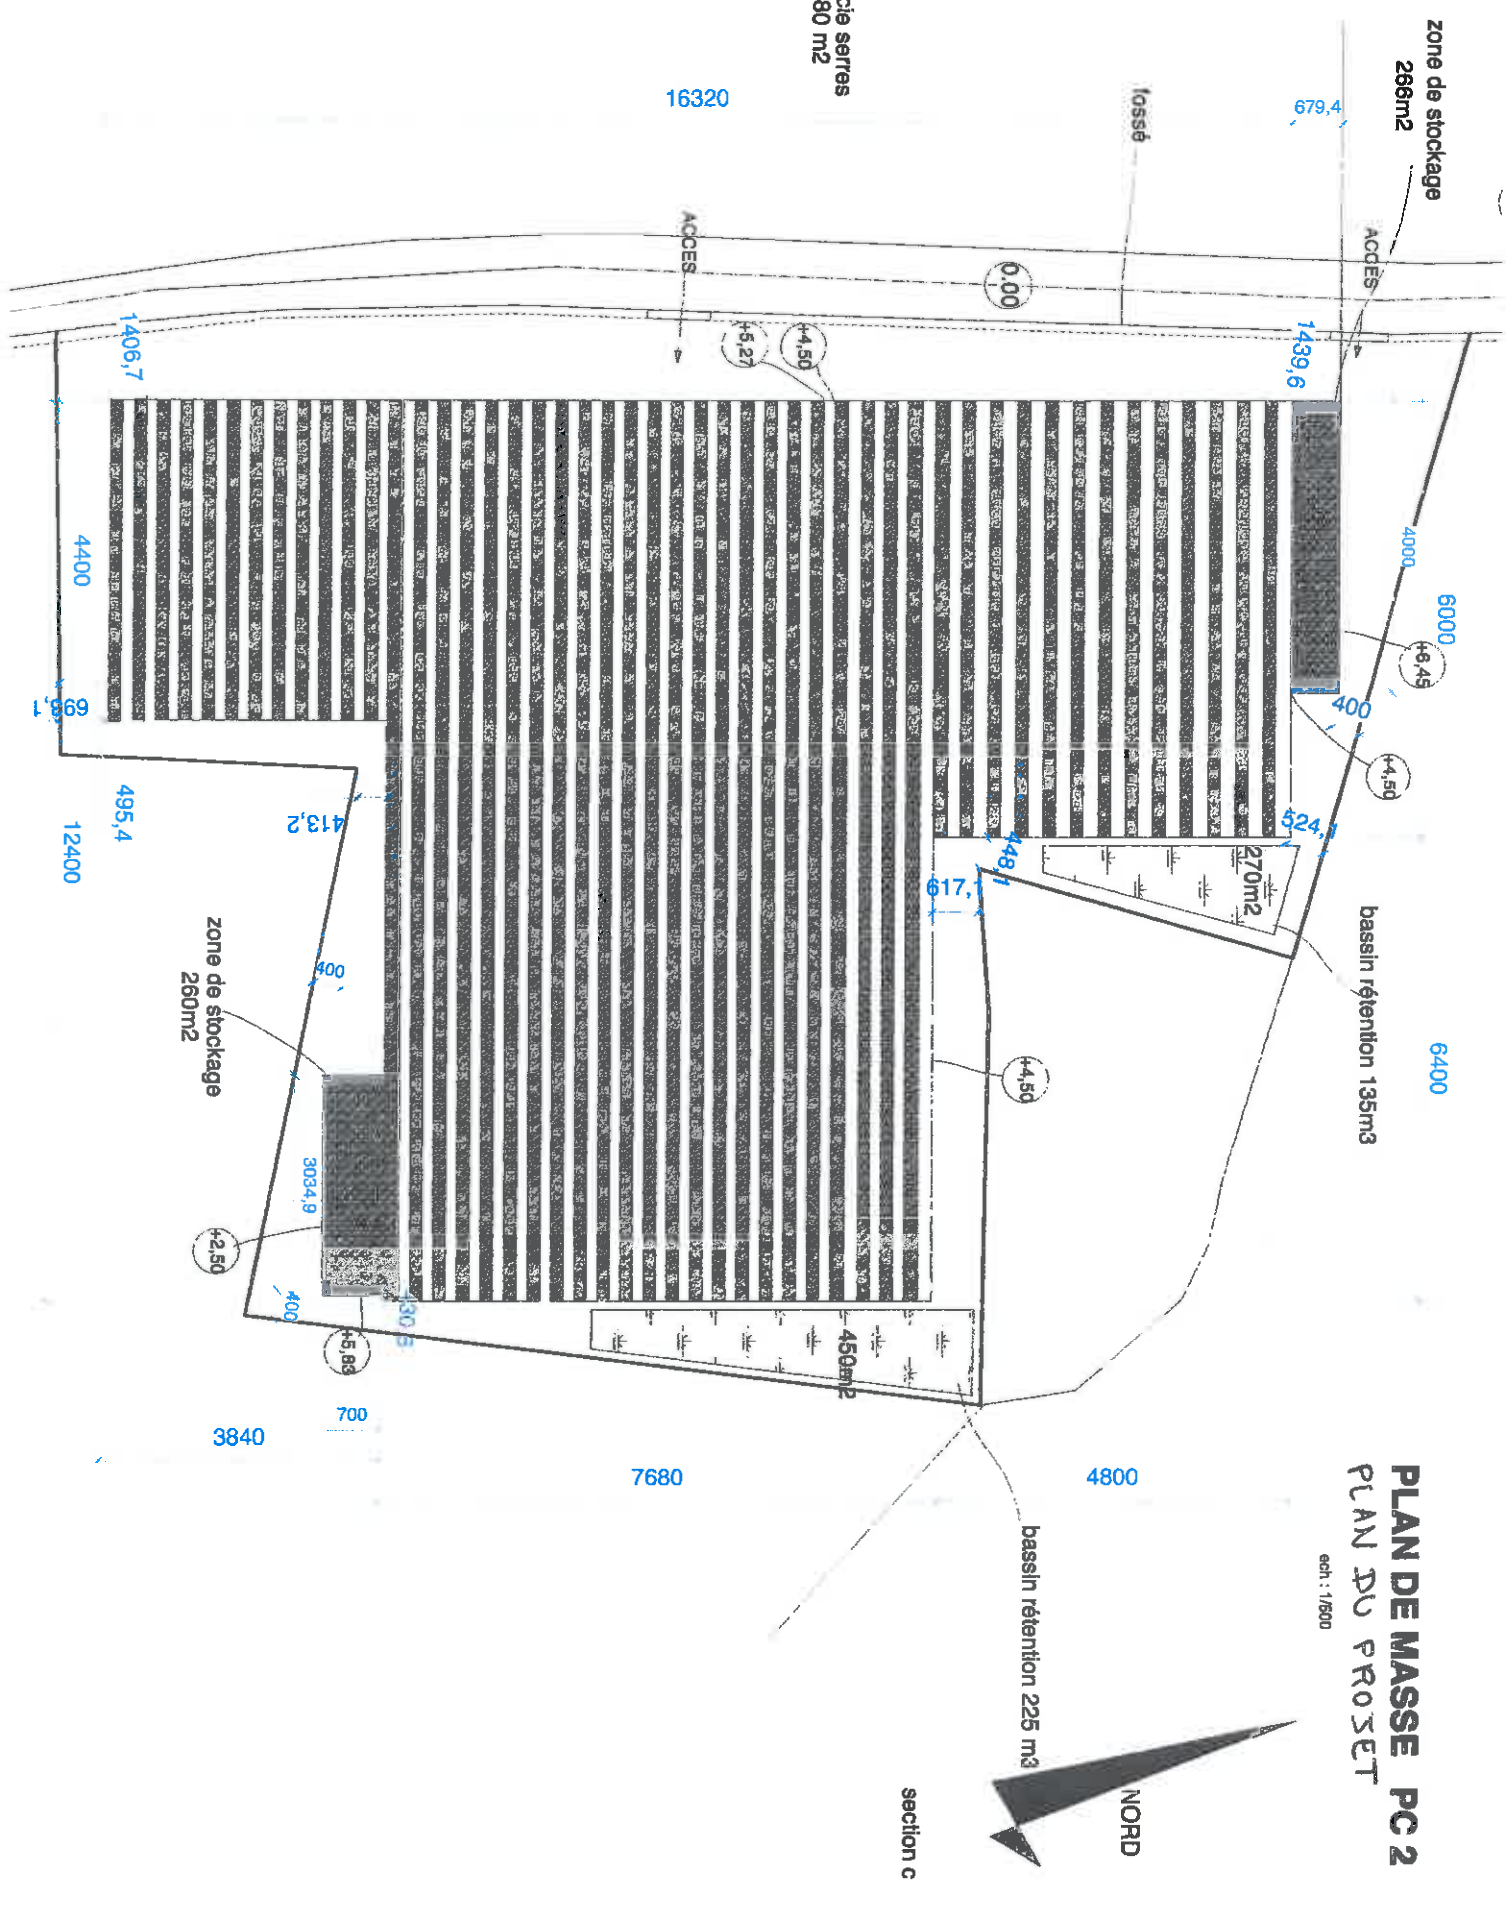 PLAN DE MASSE PC 2
PLAN DU PROJET
ech : 1/500
zone de stockage
266m2
679,4
ACCES
1439,6
4000
6000
+6,45
400
+4,50
524,1
270m2
bassin rétention 135m3
6400
fossé
0.00
448,1
617,1
+4,50
cie serres
80 m2
16320
ACCES
+4,50
+5,27
1406,7
4400
699,1
495,4
12400
413,2
400
zone de stockage
260m2
3034,9
+2,50
400
+5,83
700
3840
7680
4800
450m2
bassin rétention 225 m3
NORD
section c